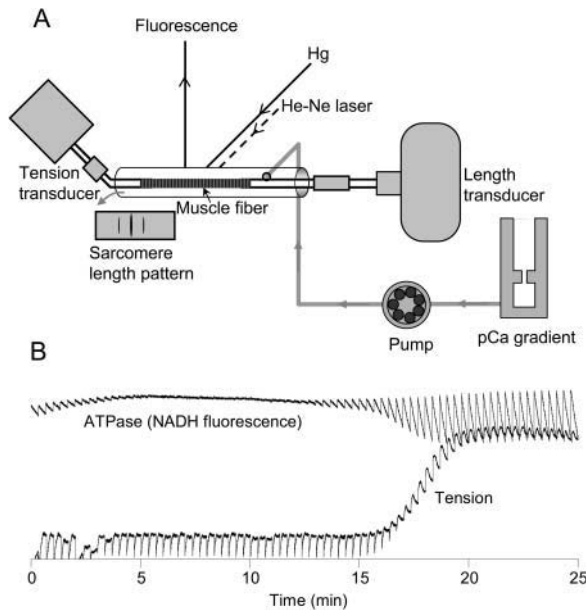 A
Fluorescence
Hg
He-Ne laser
Tension
transducer
Muscle fiber
Length
transducer
Sarcomere
length pattern
Pump
pCa gradient
B
ATPase (NADH fluorescence)
Tension
0 5 10 15 20 25
Time (min)